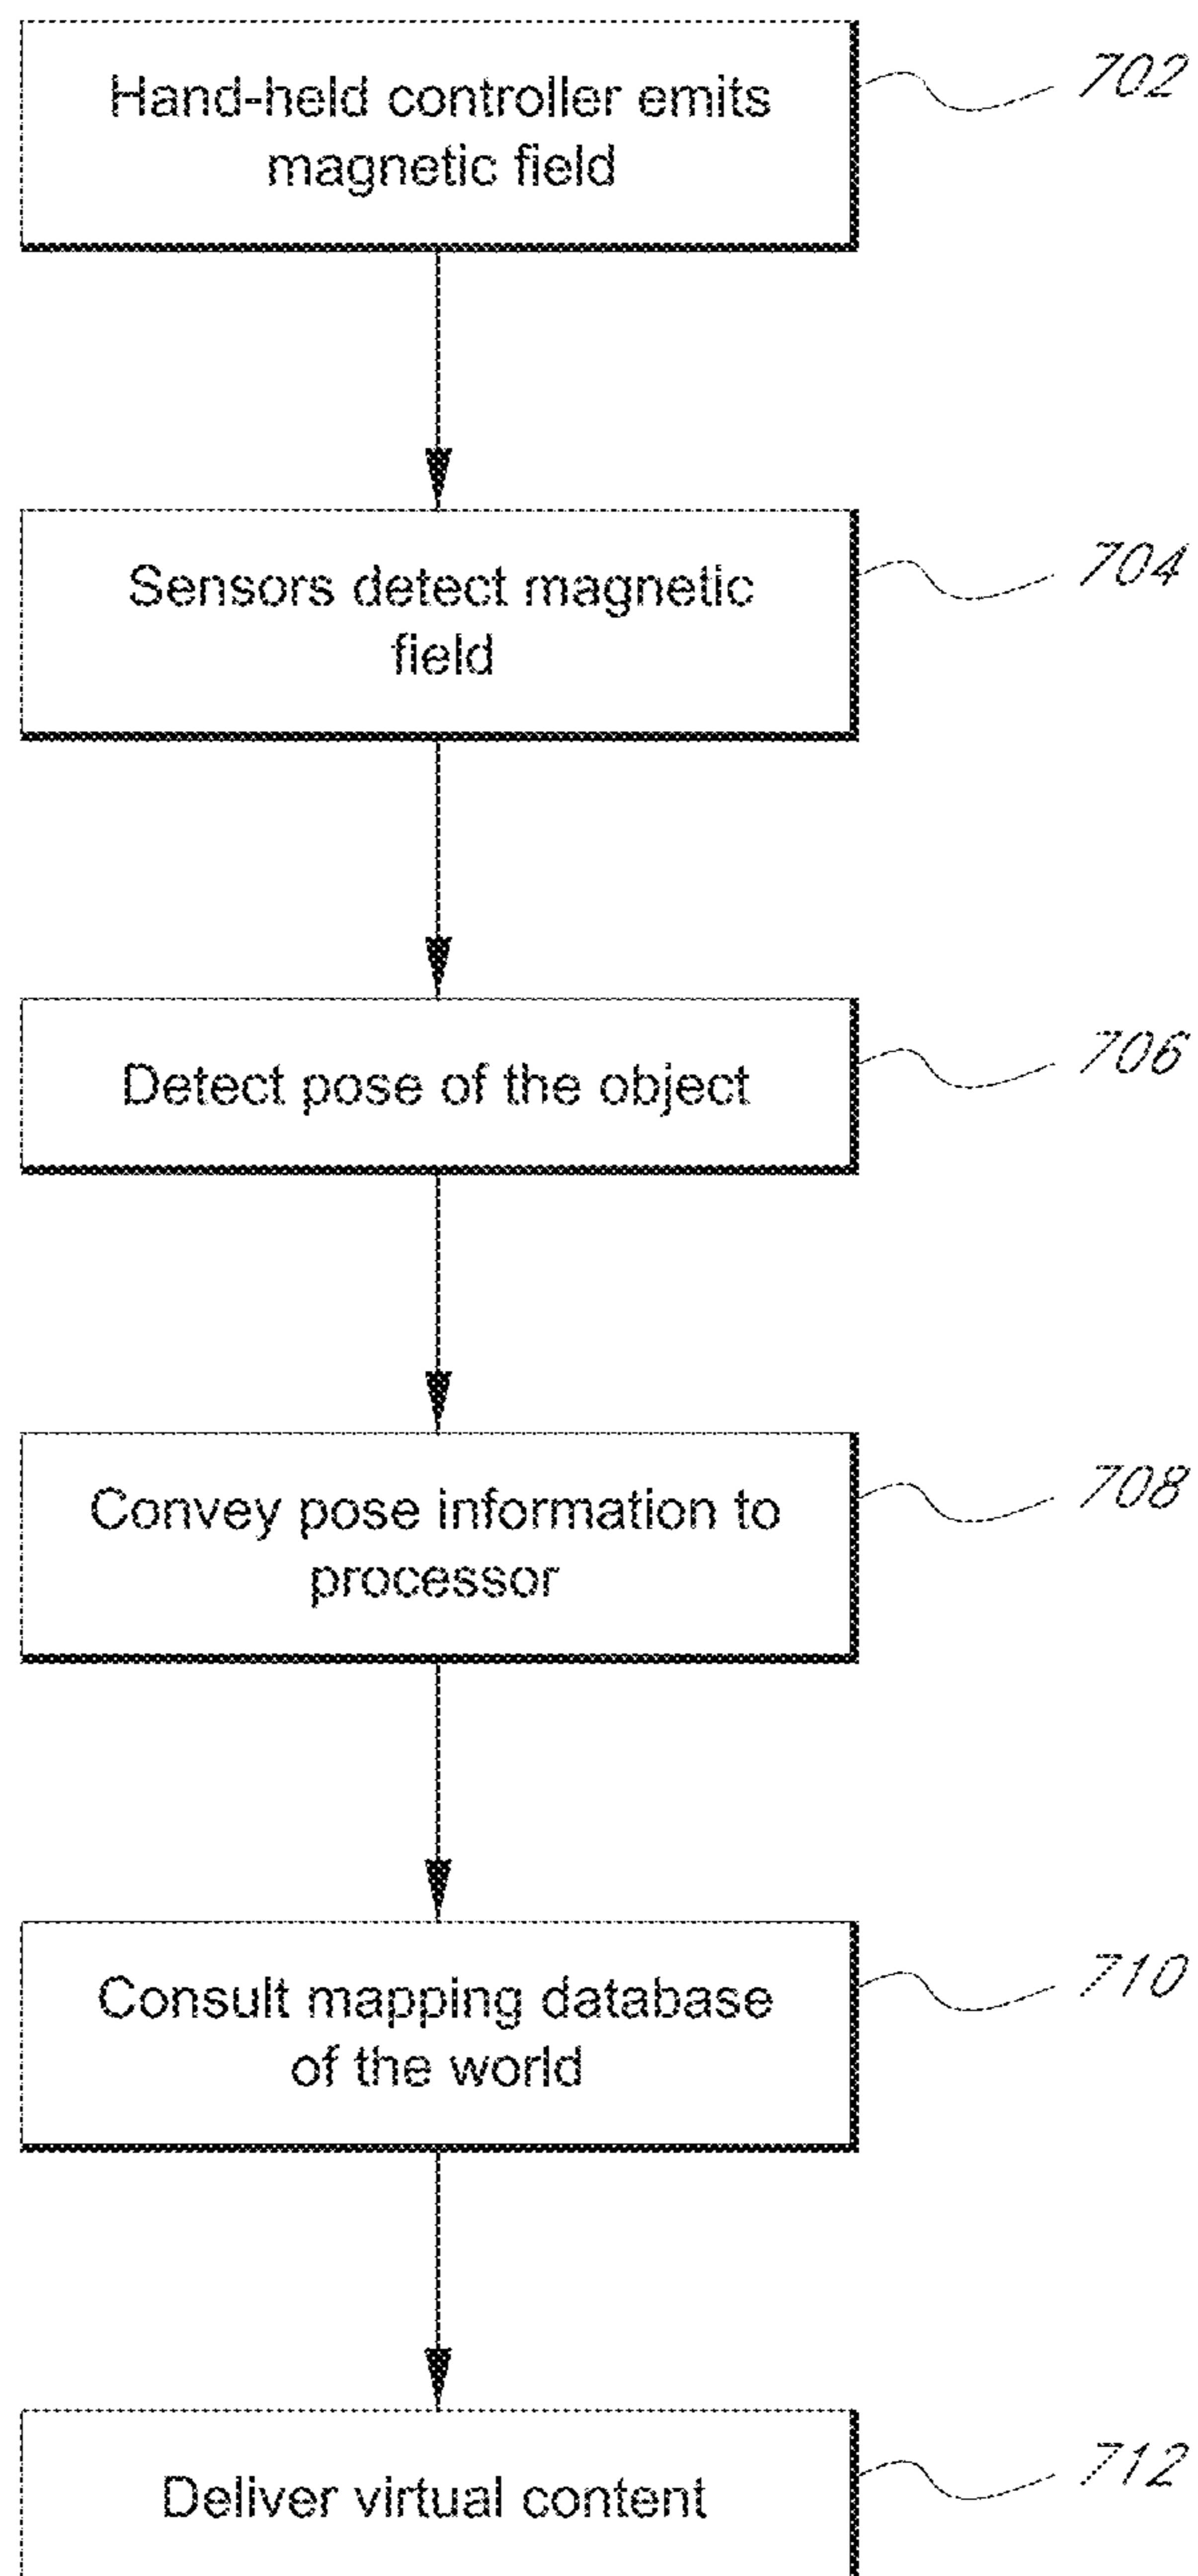 Hand-held controller emits
magnetic field
702
Sensors detect magnetic
field
704
Detect pose of the object
706
Convey pose information to
processor
708
Consult mapping database
of the world
710
Deliver virtual content
712